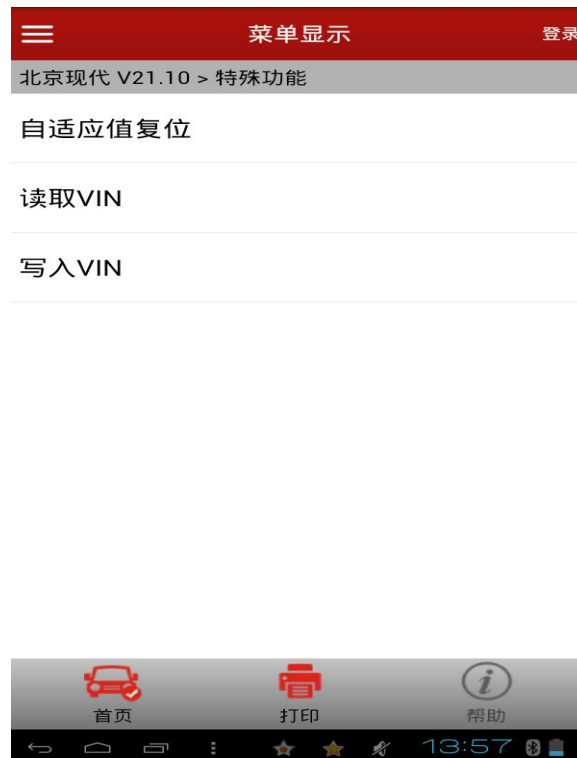 菜单显示
登录
北京现代 V21.10 > 特殊功能
自适应值复位
读取VIN
写入VIN
首页
打印
帮助
13:57